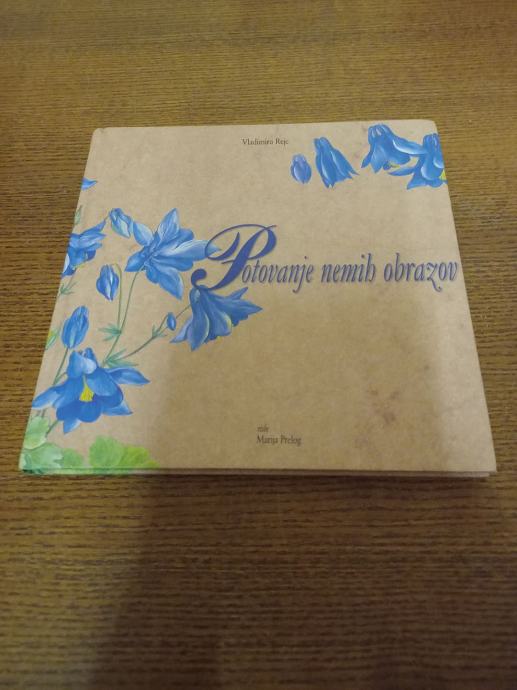 Vladimira Rejc
Potovanje nemih obrazov
risbe
Marija Prelog